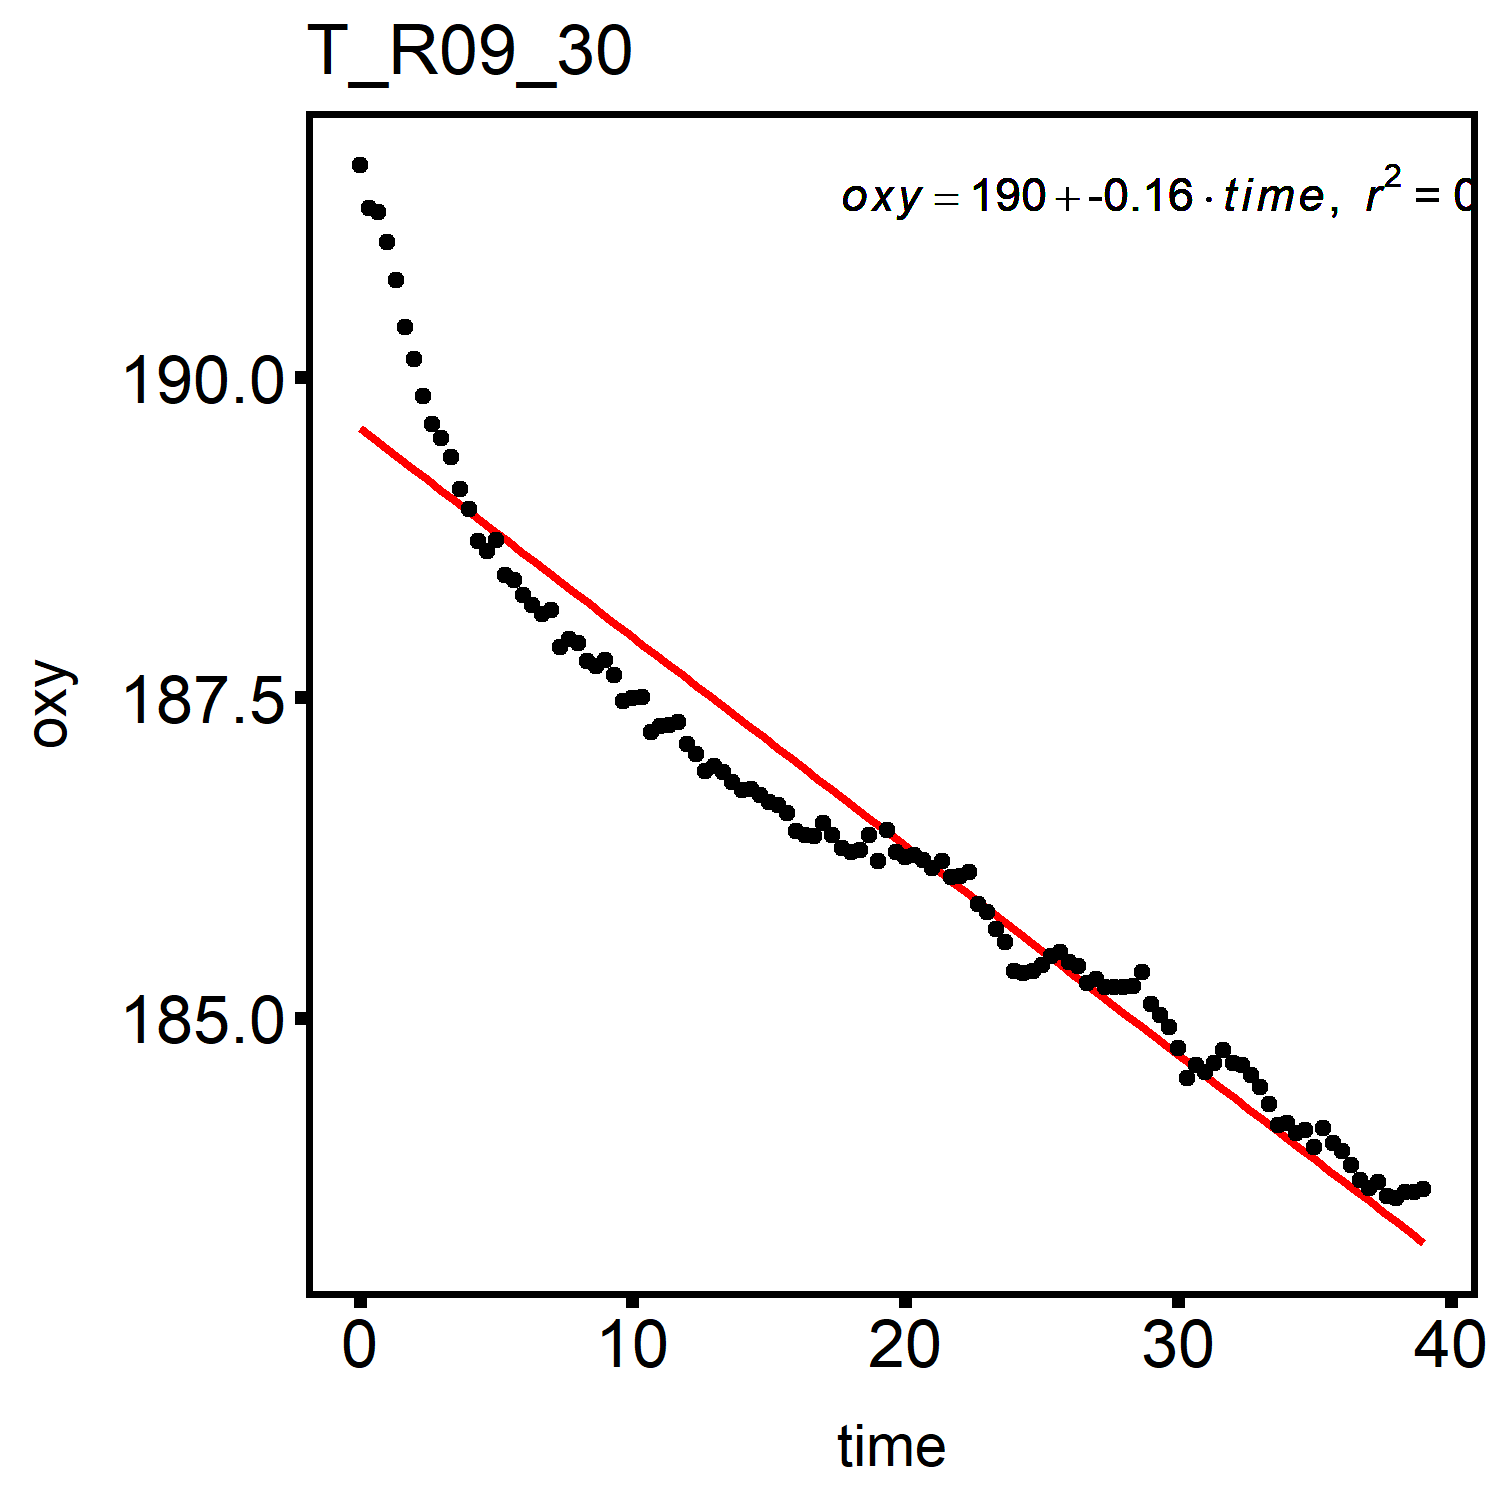 T_R09_30
oxy = 190 + -0.16 · time, r² = 0
190.0
187.5
185.0
oxy
0 10 20 30 40
time